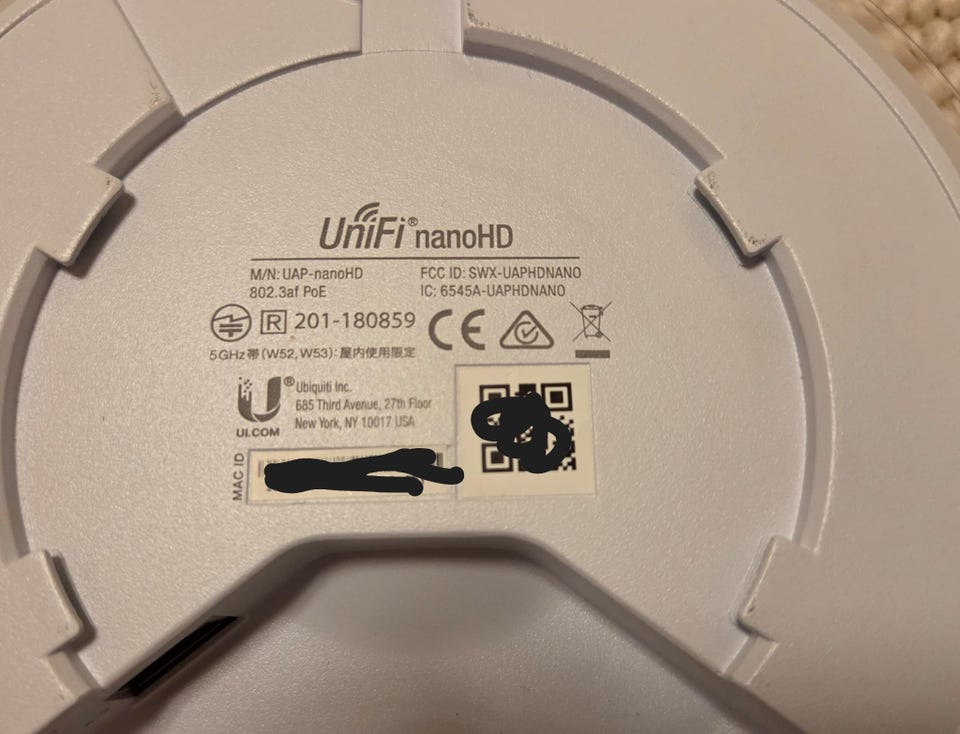 UniFi® nanoHD
M/N: UAP-nanoHD
802.3af PoE
FCC ID: SWX-UAPHDNANO
IC: 6545A-UAPHDNANO
R 201-180859 CE
5GHz帯 (W52, W53): 屋内使用限定
U®
UI.COM
Ubiquiti Inc.
685 Third Avenue, 27th Floor
New York, NY 10017 USA
MAC ID